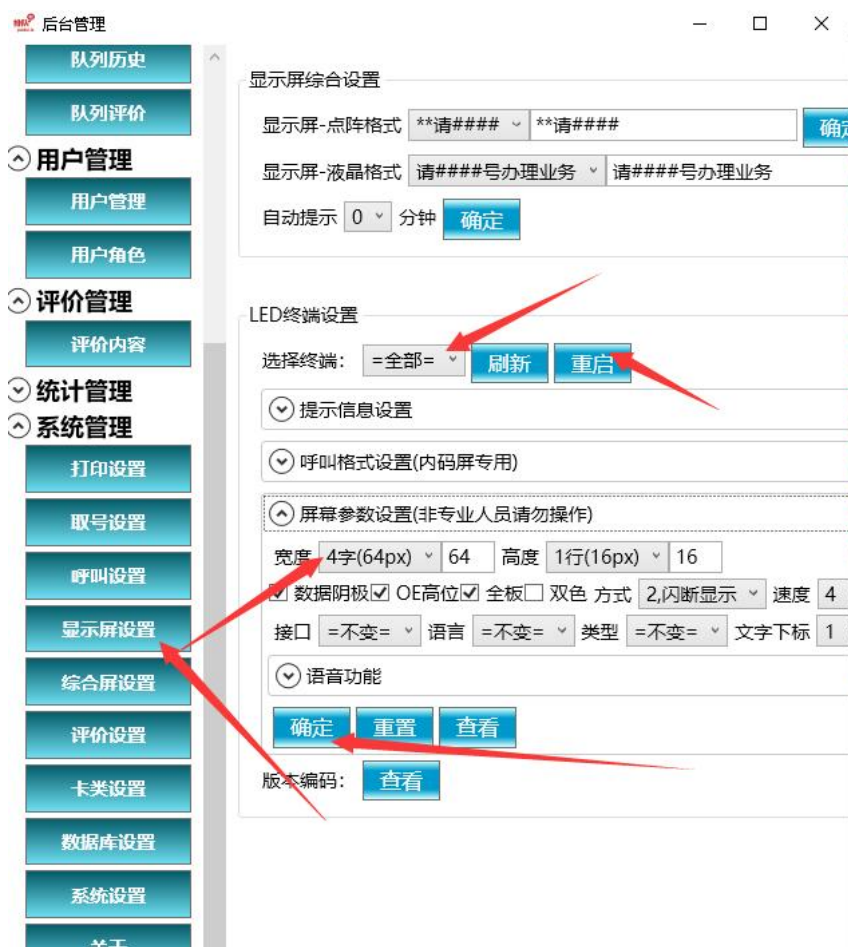 后台管理
队列历史
队列评价
用户管理
用户管理
用户角色
评价管理
评价内容
统计管理
系统管理
打印设置
取号设置
呼叫设置
显示屏设置
综合屏设置
评价设置
卡类设置
数据库设置
系统设置
关于
显示屏综合设置
显示屏-点阵格式 **请#### **请#### 确定
显示屏-液晶格式 请####号办理业务 请####号办理业务
自动提示 0 分钟 确定
LED终端设置
选择终端： =全部= 刷新 重启
提示信息设置
呼叫格式设置(内码屏专用)
屏幕参数设置(非专业人员请勿操作)
宽度 4字(64px) 64 高度 1行(16px) 16
数据阴极 OE高位 全板 双色 方式 2,闪断显示 速度 4
接口 =不变= 语言 =不变= 类型 =不变= 文字下标 1
语音功能
确定 重置 查看
版本编码： 查看